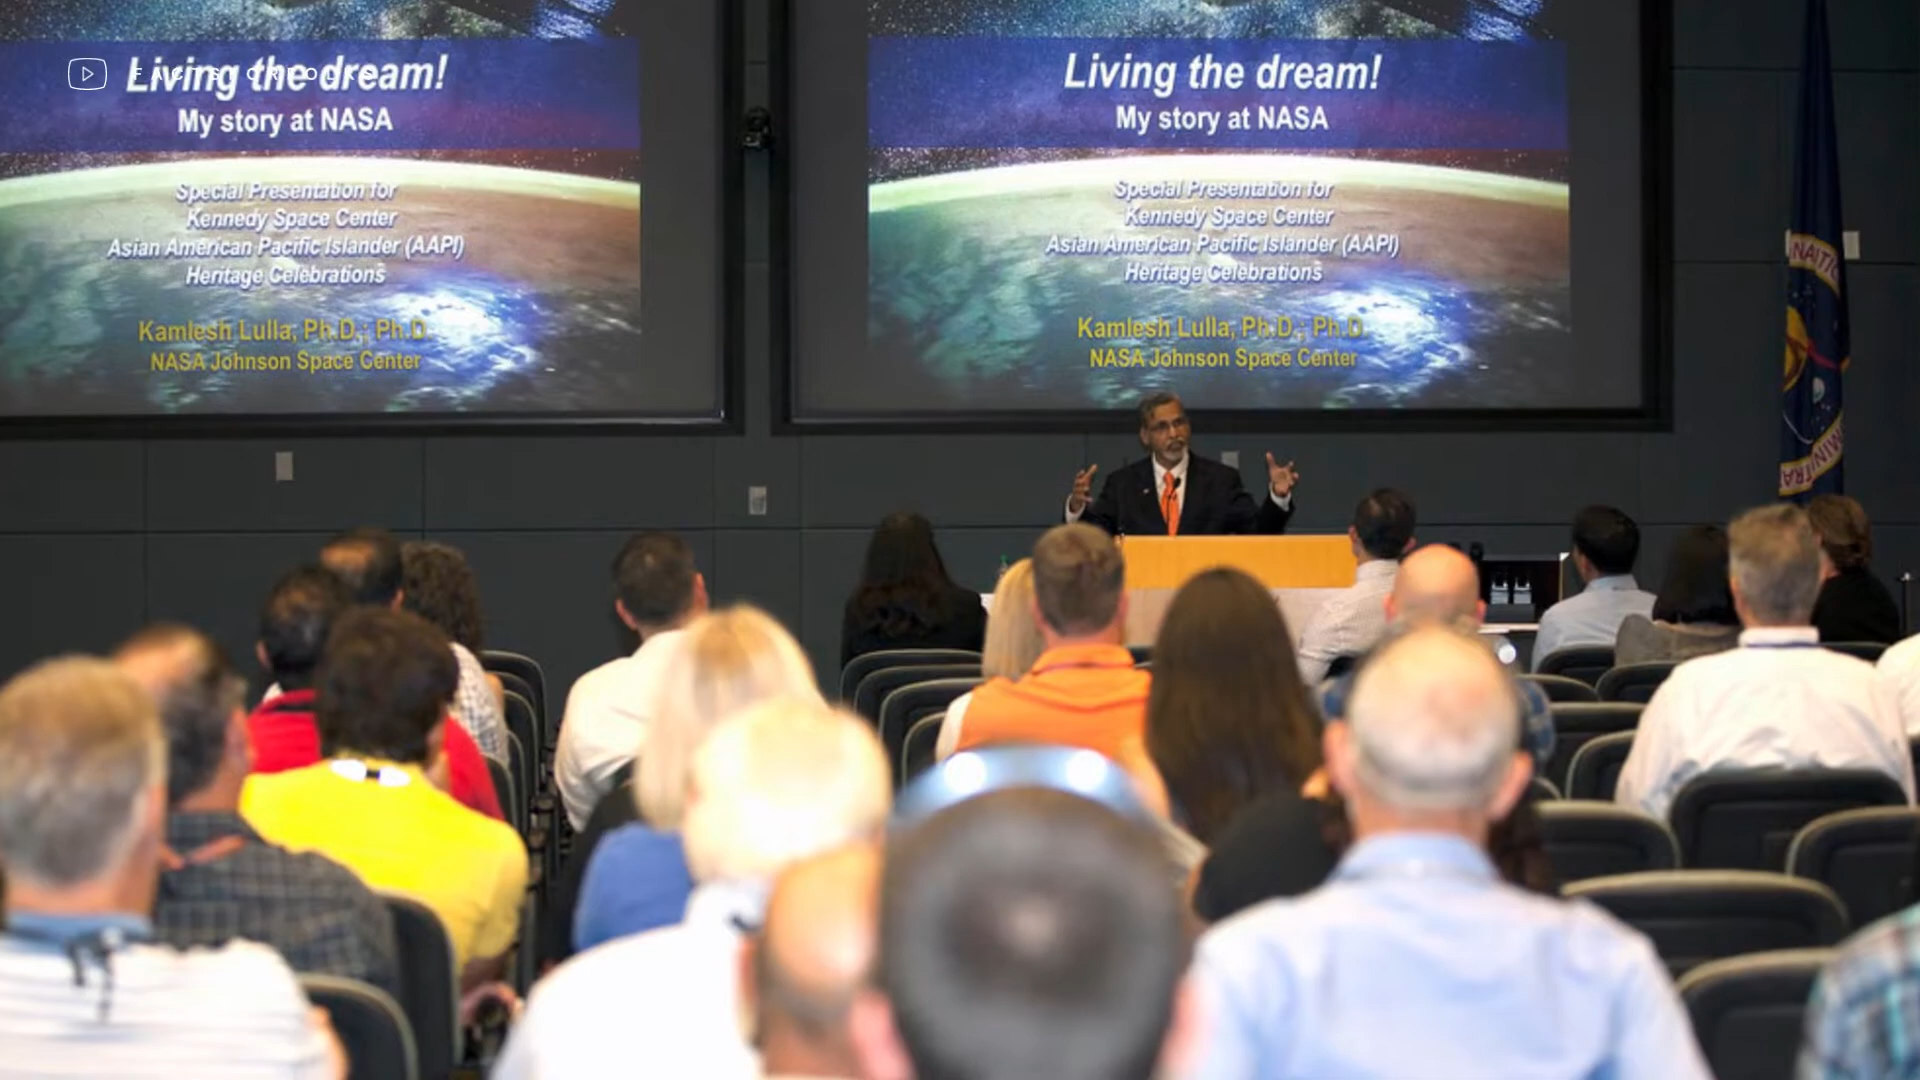 FACTSTORFOLKS
Living the dream!
My story at NASA
Special Presentation for
Kennedy Space Center
Asian American Pacific Islander (AAPI)
Heritage Celebrations
Kamlesh Lulla, Ph.D.; Ph.D.
NASA Johnson Space Center
Living the dream!
My story at NASA
Special Presentation for
Kennedy Space Center
Asian American Pacific Islander (AAPI)
Heritage Celebrations
Kamlesh Lulla, Ph.D.; Ph.D.
NASA Johnson Space Center